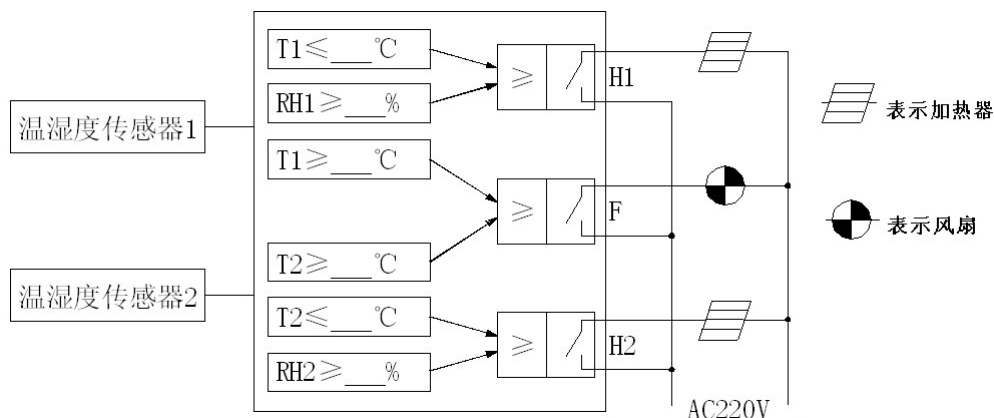 T1≤___℃
RH1≥___%
T1≥___℃
T2≥___℃
T2≤___℃
RH2≥___%
温湿度传感器1
温湿度传感器2
≥
H1
≥
F
≥
H2
AC220V
表示加热器
表示风扇